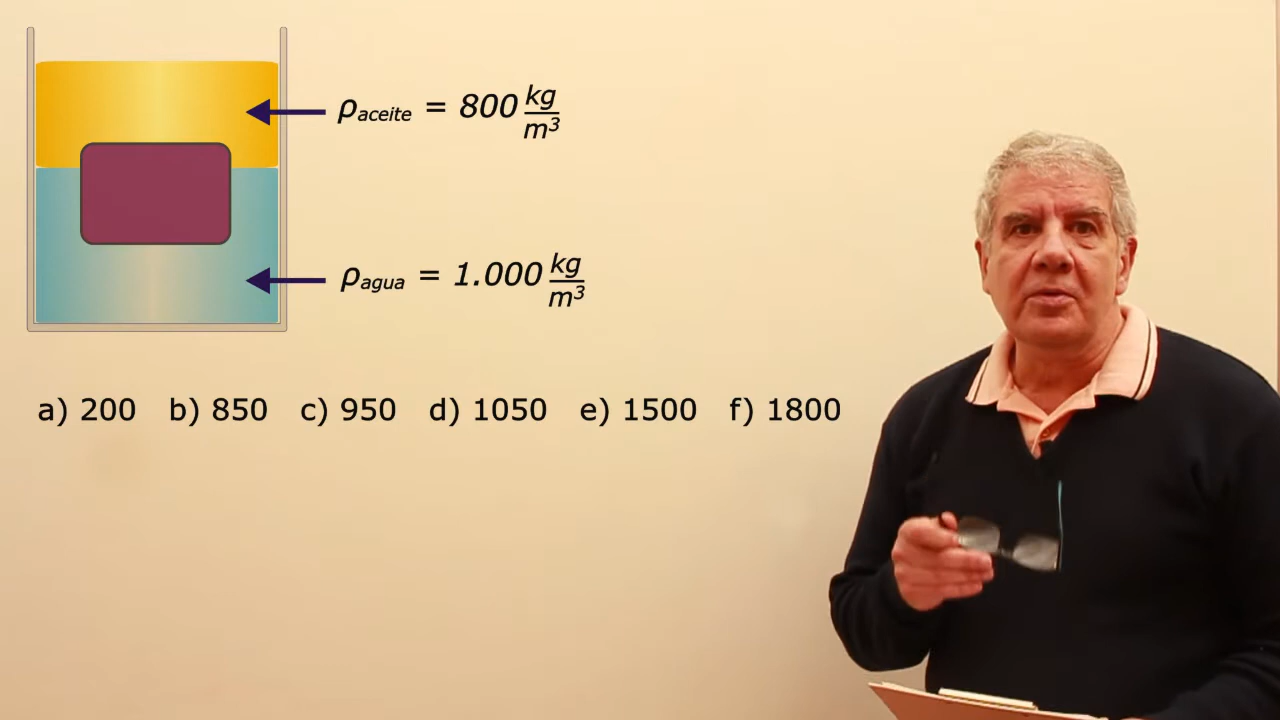 ρaceite = 800 kg/m³
ρagua = 1.000 kg/m³
a) 200 b) 850 c) 950 d) 1050 e) 1500 f) 1800